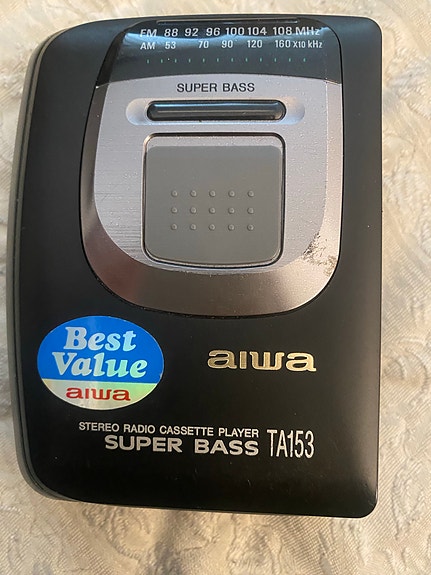 FM 88 92 96 100 104 108 MHz
AM 53 70 90 120 160 x10 kHz
SUPER BASS
Best
Value
aiwa
aiwa
STEREO RADIO CASSETTE PLAYER
SUPER BASS TA153